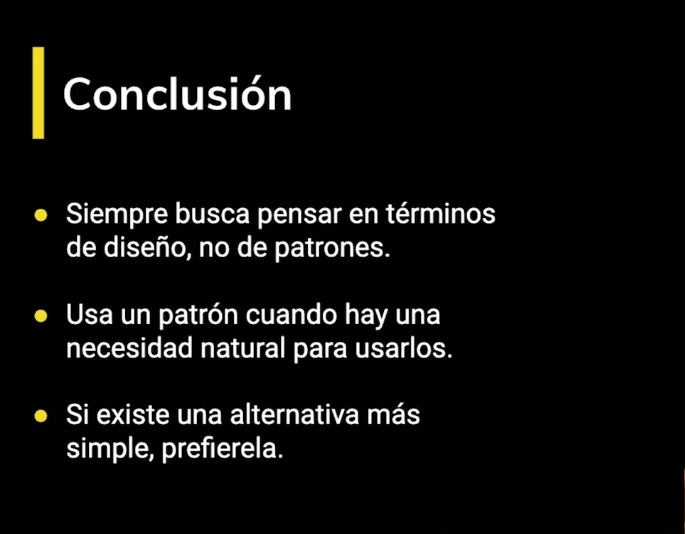 Conclusión
Siempre busca pensar en términos
de diseño, no de patrones.
Usa un patrón cuando hay una
necesidad natural para usarlos.
Si existe una alternativa más
simple, prefierela.